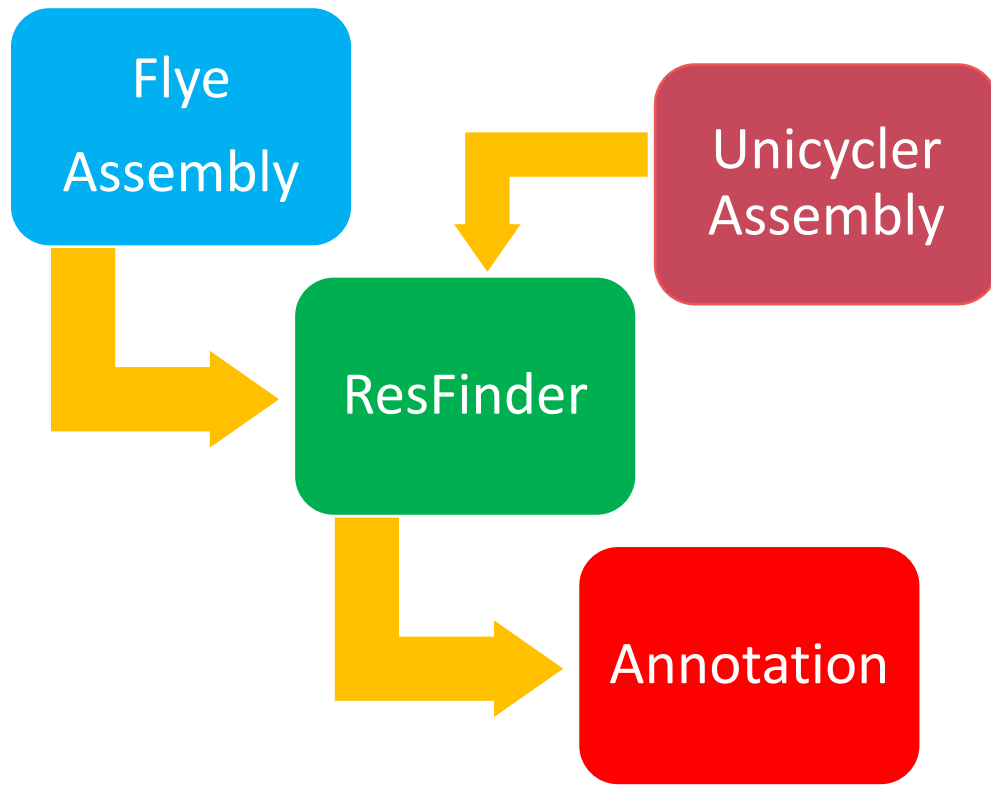 Flye
Assembly
Unicycler
Assembly
ResFinder
Annotation